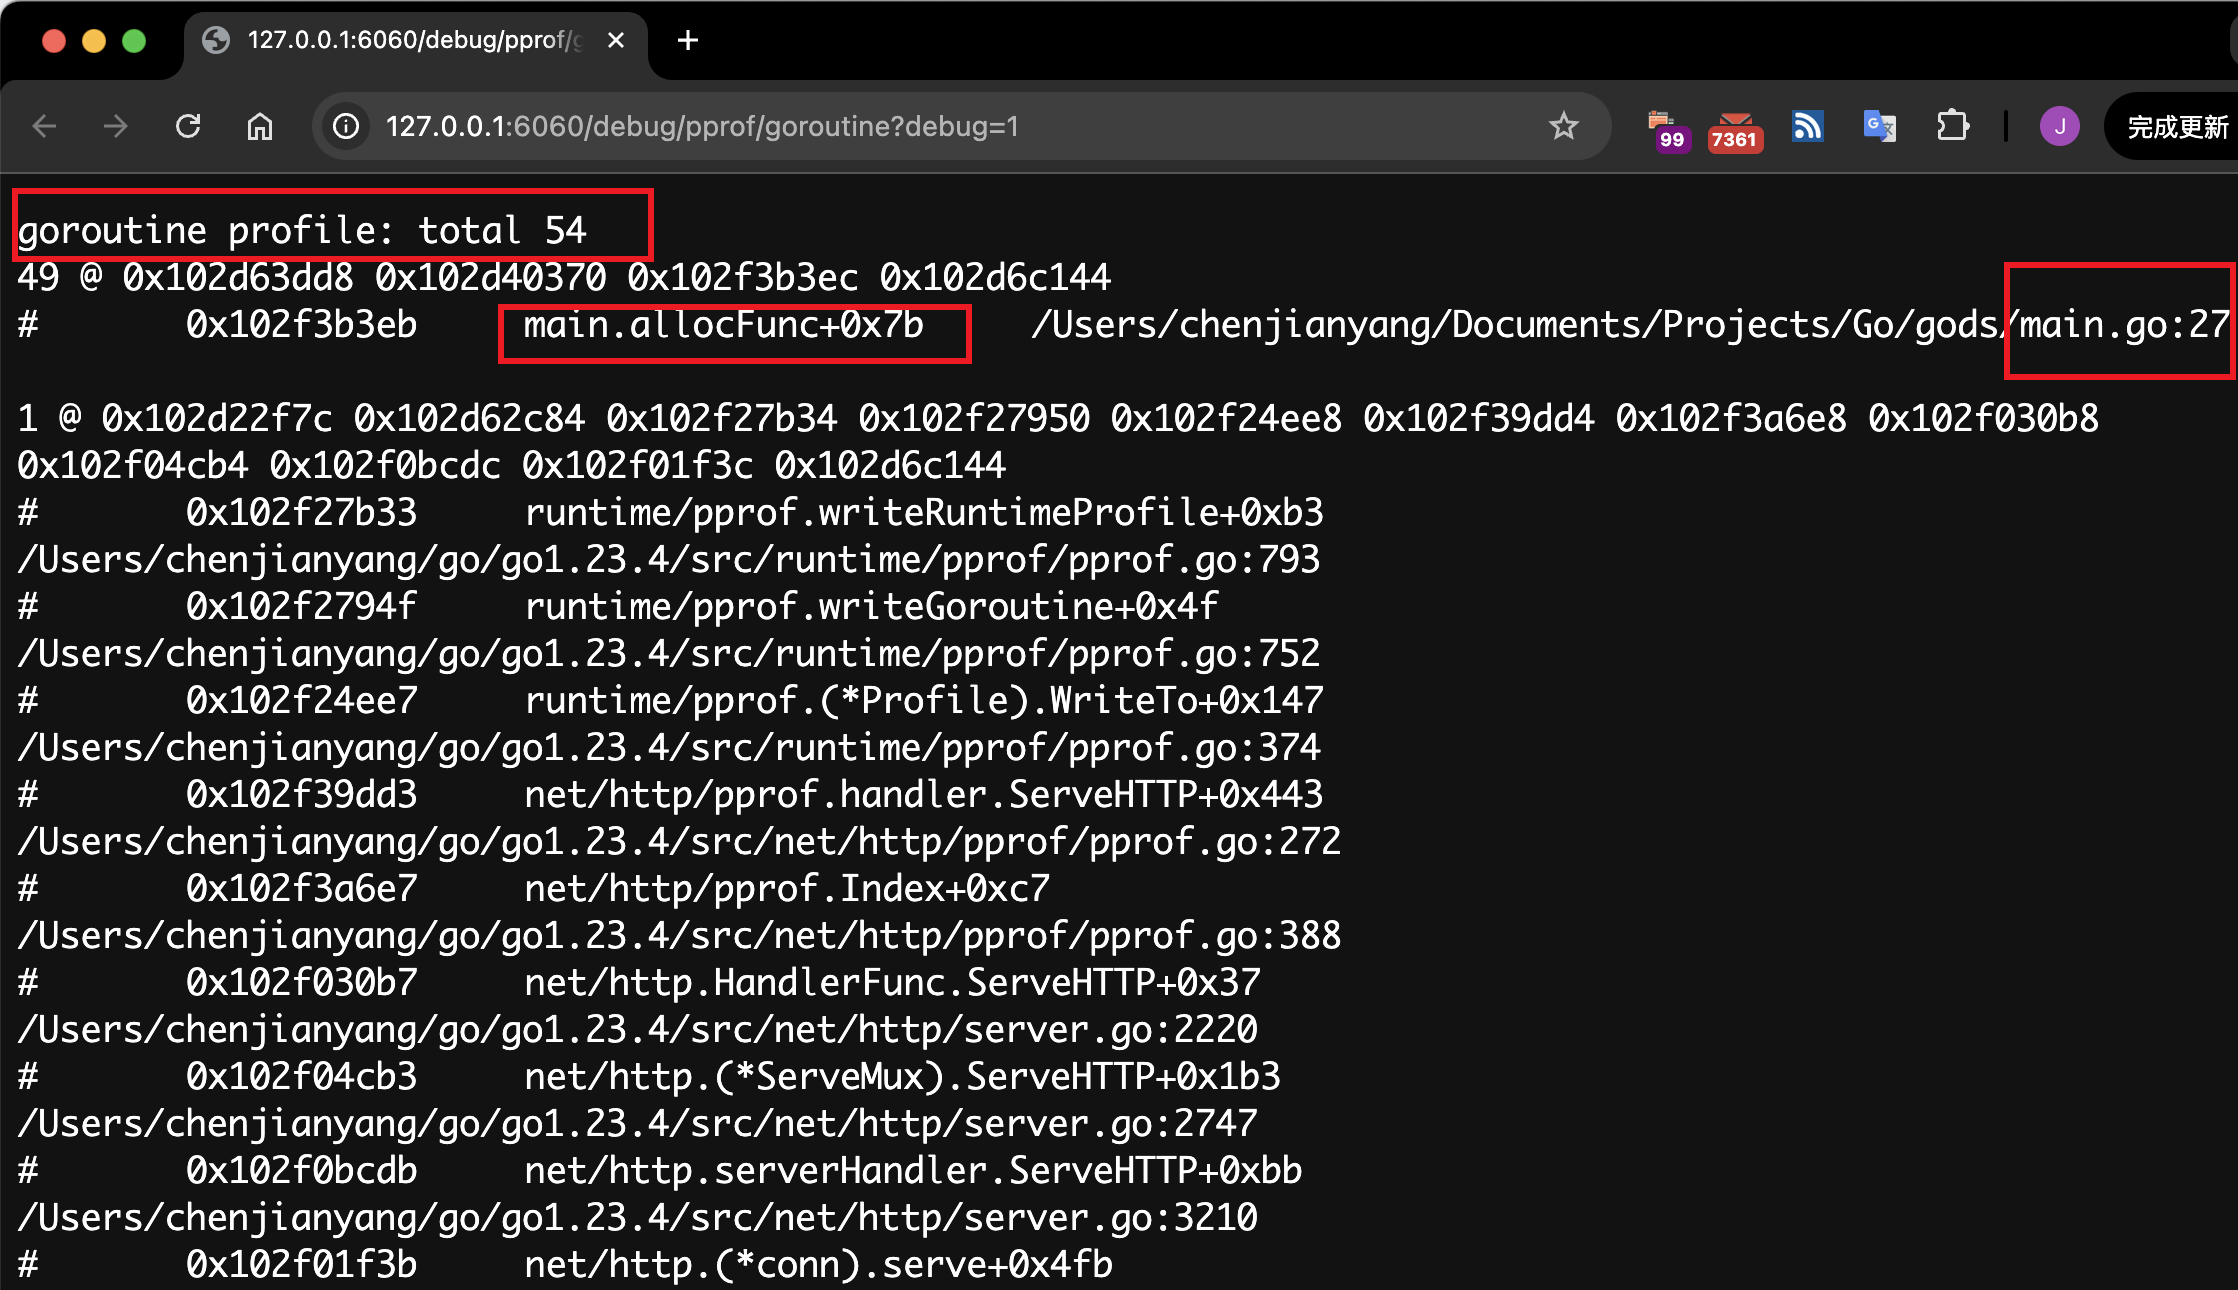 127.0.0.1:6060/debug/pprof/g
127.0.0.1:6060/debug/pprof/goroutine?debug=1
99
7361
G
J
完成更新
goroutine profile: total 54
49 @ 0x102d63dd8 0x102d40370 0x102f3b3ec 0x102d6c144
# 0x102f3b3eb main.allocFunc+0x7b /Users/chenjianyang/Documents/Projects/Go/gods/main.go:27
1 @ 0x102d22f7c 0x102d62c84 0x102f27b34 0x102f27950 0x102f24ee8 0x102f39dd4 0x102f3a6e8 0x102f030b8
0x102f04cb4 0x102f0bcdc 0x102f01f3c 0x102d6c144
# 0x102f27b33 runtime/pprof.writeRuntimeProfile+0xb3
/Users/chenjianyang/go/go1.23.4/src/runtime/pprof/pprof.go:793
# 0x102f2794f runtime/pprof.writeGoroutine+0x4f
/Users/chenjianyang/go/go1.23.4/src/runtime/pprof/pprof.go:752
# 0x102f24ee7 runtime/pprof.(*Profile).WriteTo+0x147
/Users/chenjianyang/go/go1.23.4/src/runtime/pprof/pprof.go:374
# 0x102f39dd3 net/http/pprof.handler.ServeHTTP+0x443
/Users/chenjianyang/go/go1.23.4/src/net/http/pprof/pprof.go:272
# 0x102f3a6e7 net/http/pprof.Index+0xc7
/Users/chenjianyang/go/go1.23.4/src/net/http/pprof/pprof.go:388
# 0x102f030b7 net/http.HandlerFunc.ServeHTTP+0x37
/Users/chenjianyang/go/go1.23.4/src/net/http/server.go:2220
# 0x102f04cb3 net/http.(*ServeMux).ServeHTTP+0x1b3
/Users/chenjianyang/go/go1.23.4/src/net/http/server.go:2747
# 0x102f0bcdb net/http.serverHandler.ServeHTTP+0xbb
/Users/chenjianyang/go/go1.23.4/src/net/http/server.go:3210
# 0x102f01f3b net/http.(*conn).serve+0x4fb